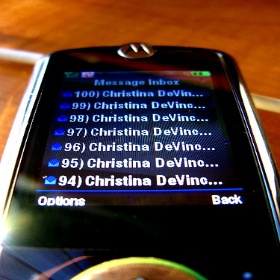 Message Inbox
100) Christina DeVin...
99) Christina DeVinc...
98) Christina DeVinc...
97) Christina DeVinc...
96) Christina DeVinc...
95) Christina DeVinc...
94) Christina DeVinc...
Options Back